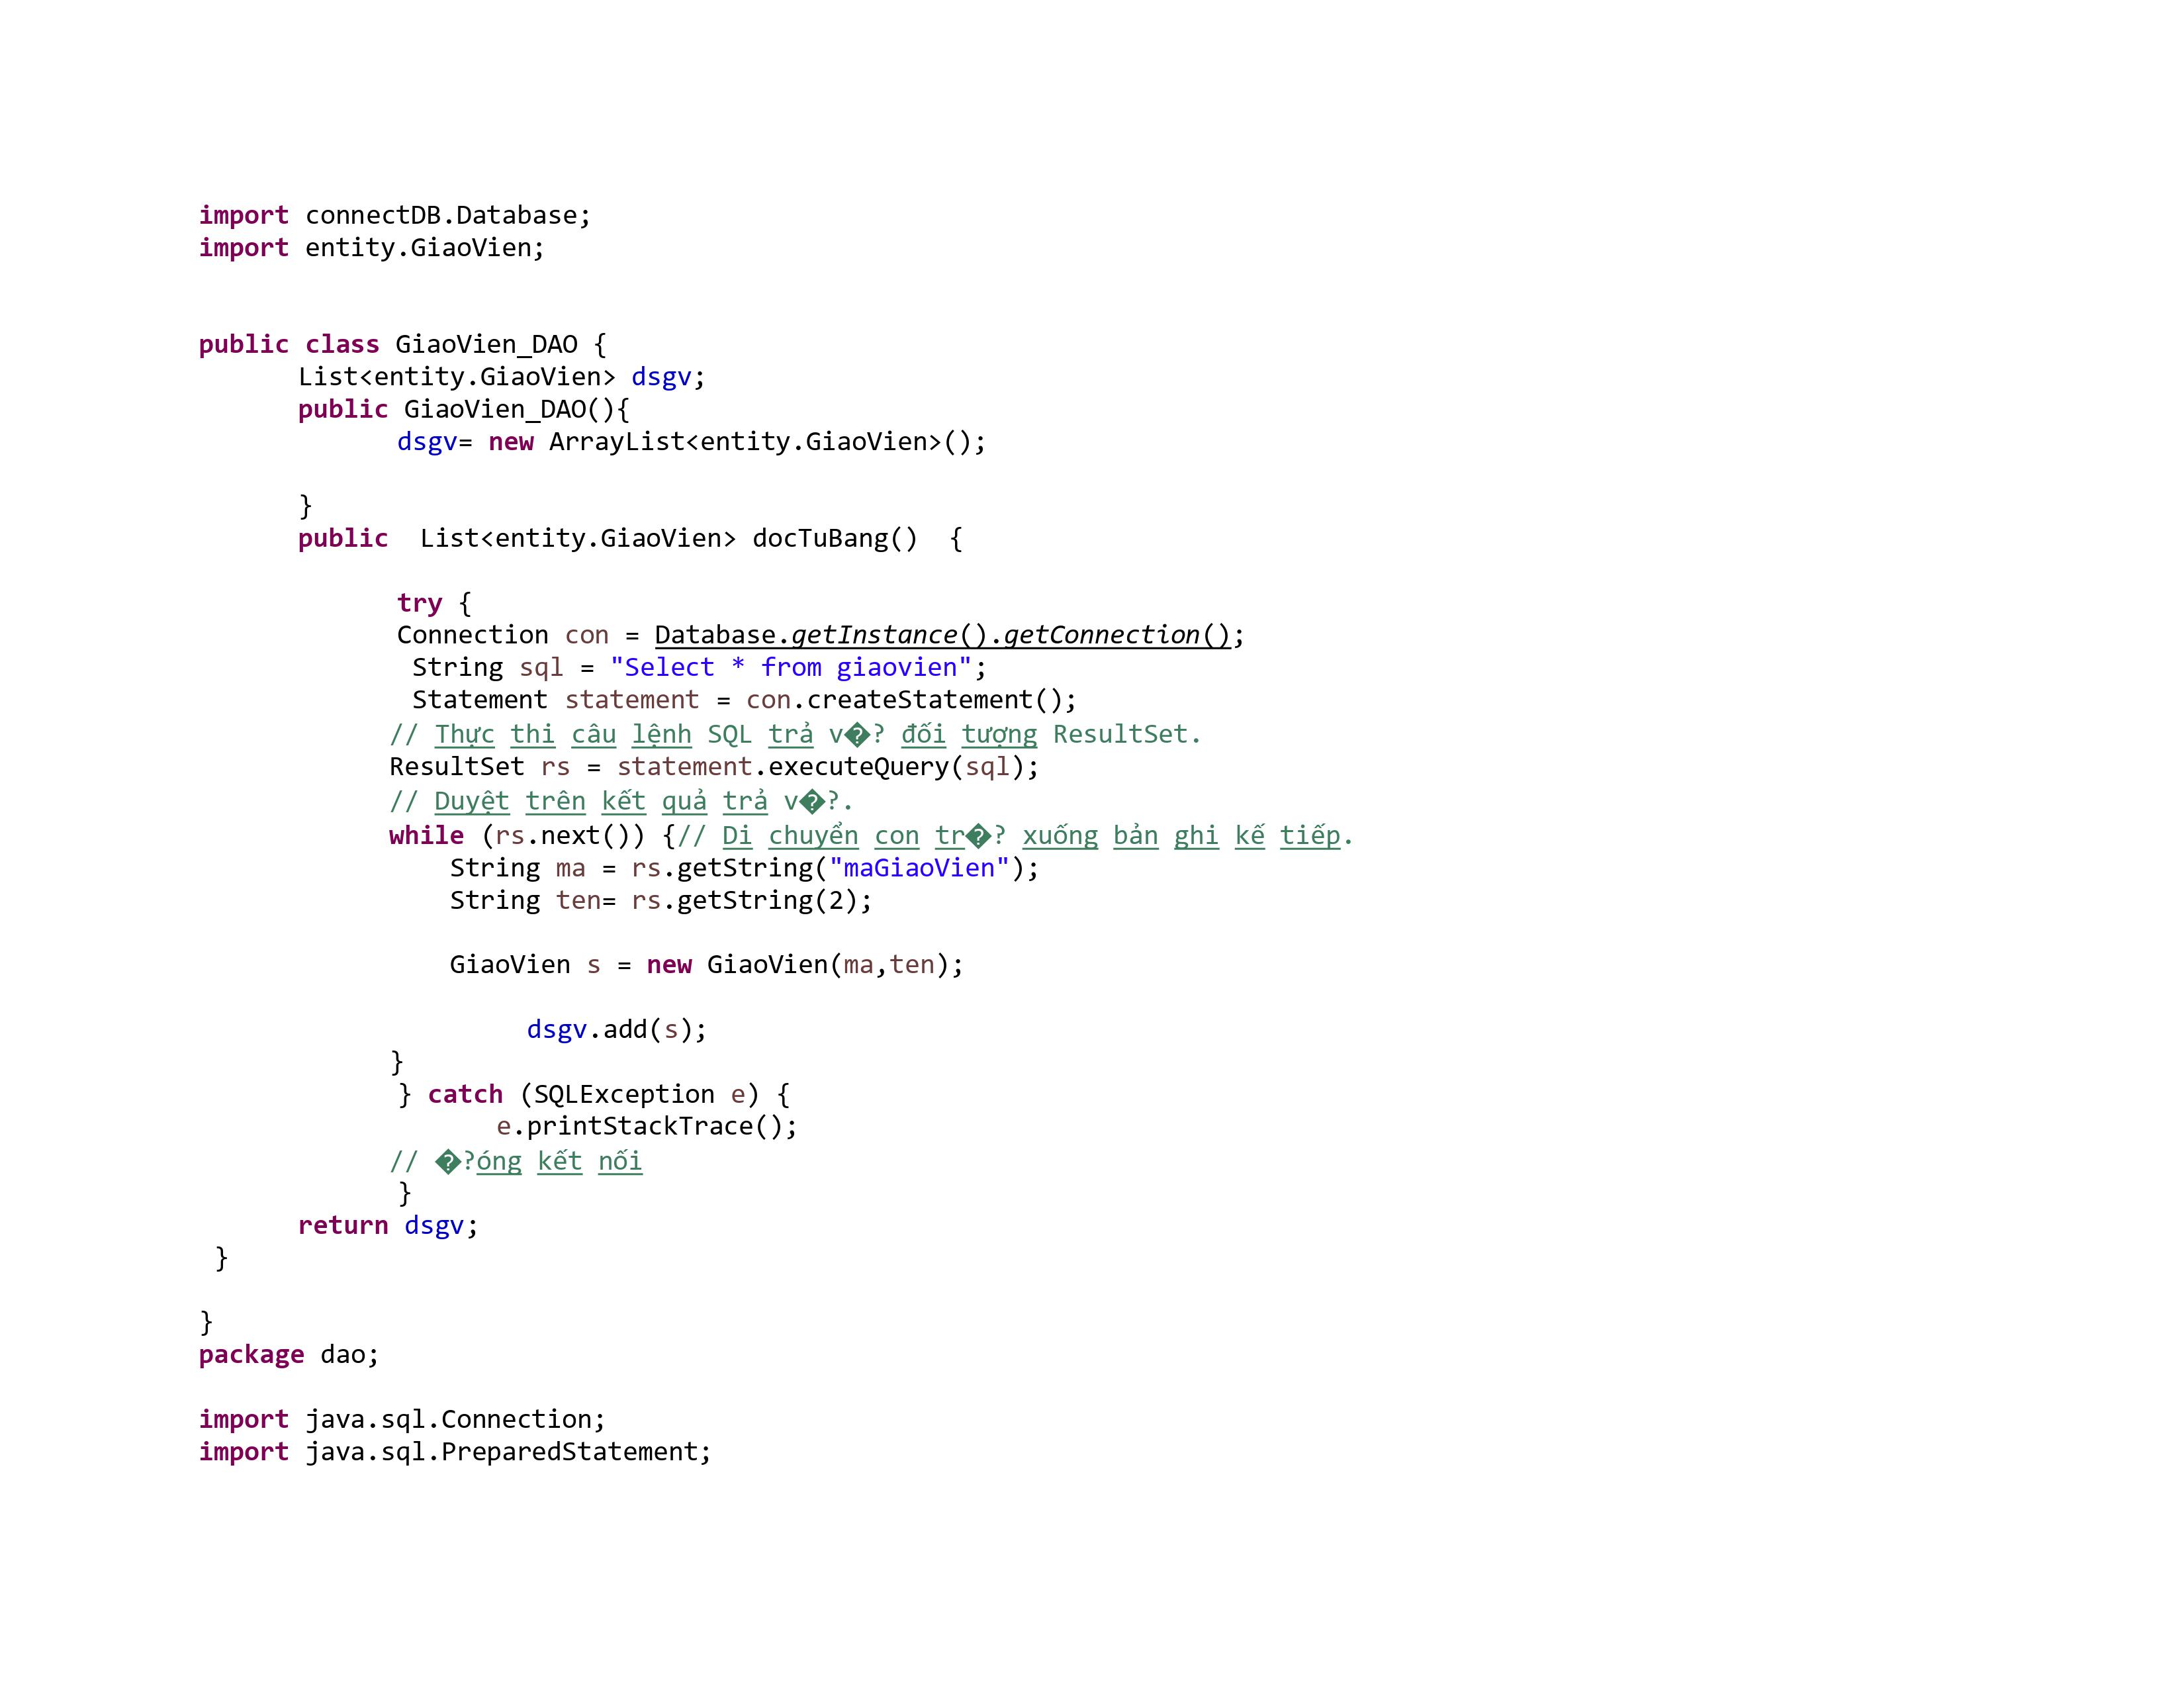 import connectDB.Database;
import entity.GiaoVien;
public class GiaoVien_DAO {
List<entity.GiaoVien> dsgv;
public GiaoVien_DAO(){
dsgv= new ArrayList<entity.GiaoVien>();
}
public  List<entity.GiaoVien> docTuBang()  {
try {
Connection con = Database.getInstance().getConnection();
String sql = "Select * from giaovien";
Statement statement = con.createStatement();
// Thực thi câu lệnh SQL trả v�? đối tượng ResultSet.
ResultSet rs = statement.executeQuery(sql);
// Duyệt trên kết quả trả v�?.
while (rs.next()) {// Di chuyển con tr�? xuống bản ghi kế tiếp.
String ma = rs.getString("maGiaoVien");
String ten= rs.getString(2);
GiaoVien s = new GiaoVien(ma,ten);
dsgv.add(s);
}
} catch (SQLException e) {
e.printStackTrace();
// �?óng kết nối
}
return dsgv;
}
}
package dao;
import java.sql.Connection;
import java.sql.PreparedStatement;